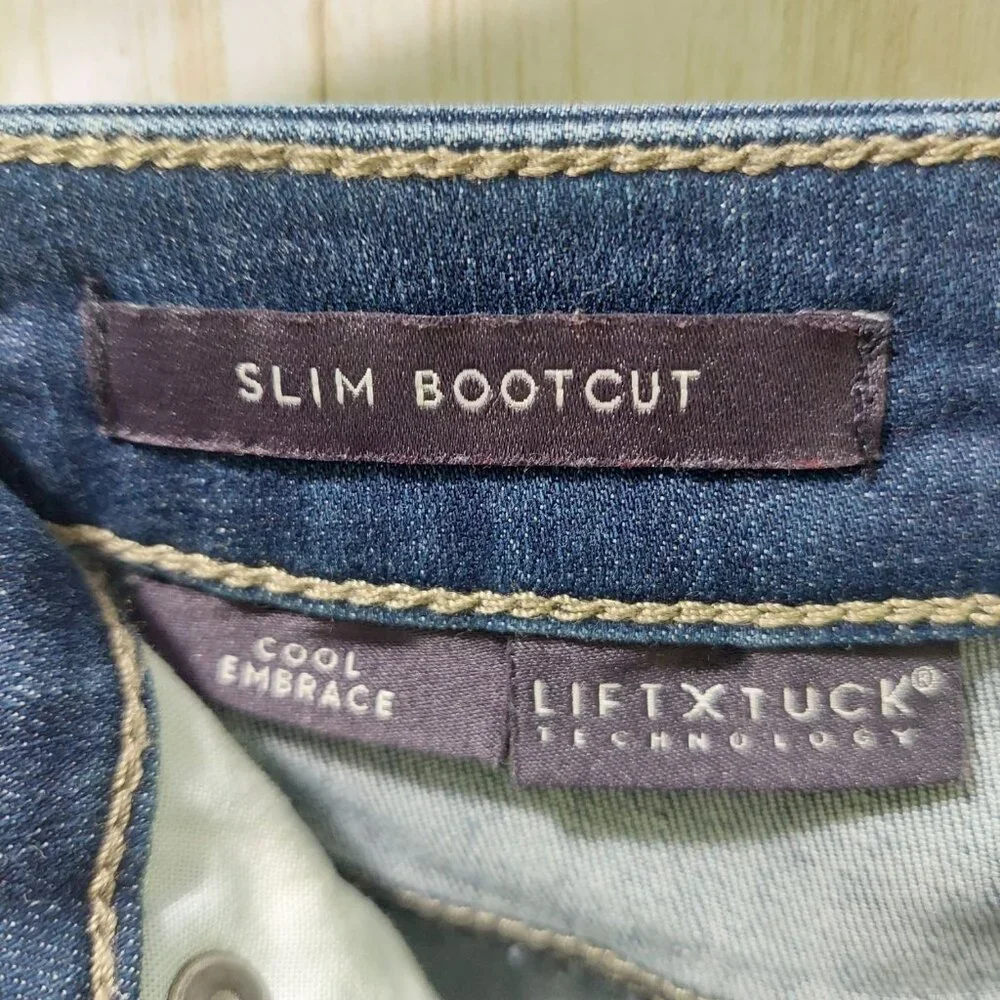 SLIM BOOTCUT
COOL
EMBRACE
LIFTXTUCK®
TECHNOLOGY